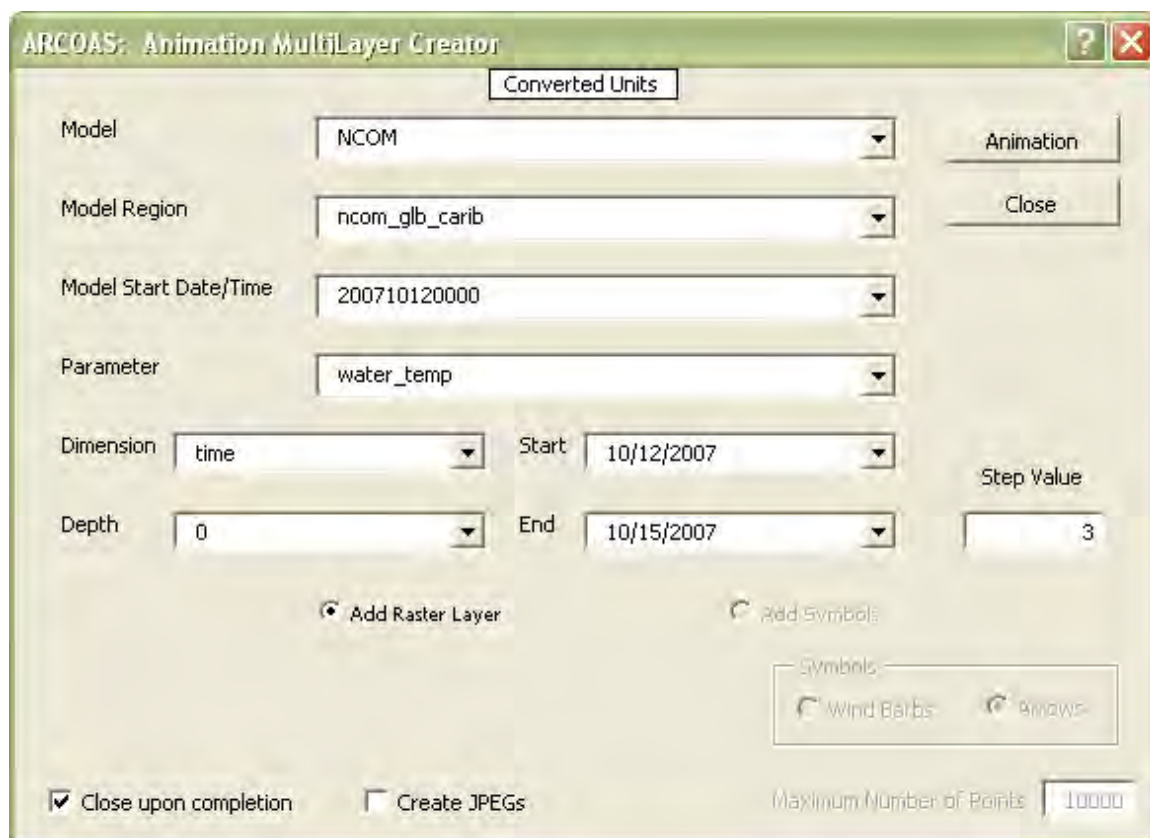 ARCOAS: Animation MultiLayer Creator
Converted Units
Model NCOM Animation
Model Region ncom_glb_carib Close
Model Start Date/Time 200710120000
Parameter water_temp
Dimension time Start 10/12/2007
Step Value
Depth 0 End 10/15/2007 3
Add Raster Layer Add Symbols
Symbols
Wind Barbs Arrows
Close upon completion Create JPEGs Maximum Number of Points 10000